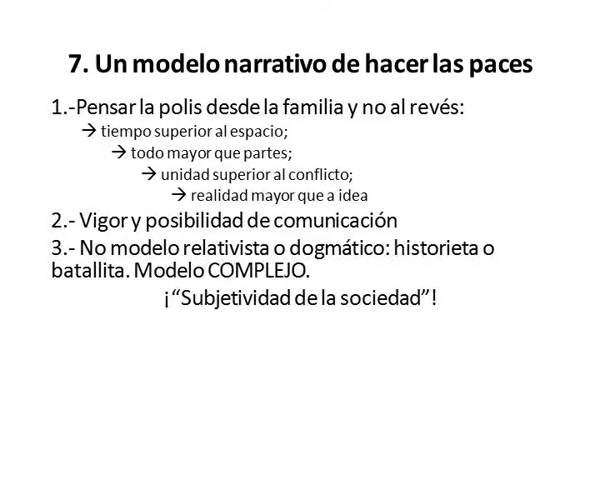 7. Un modelo narrativo de hacer las paces
1.-Pensar la polis desde la familia y no al revés:
→ tiempo superior al espacio;
→ todo mayor que partes;
→ unidad superior al conflicto;
→ realidad mayor que a idea
2.- Vigor y posibilidad de comunicación
3.- No modelo relativista o dogmático: historieta o
batallita. Modelo COMPLEJO.
¡“Subjetividad de la sociedad”!